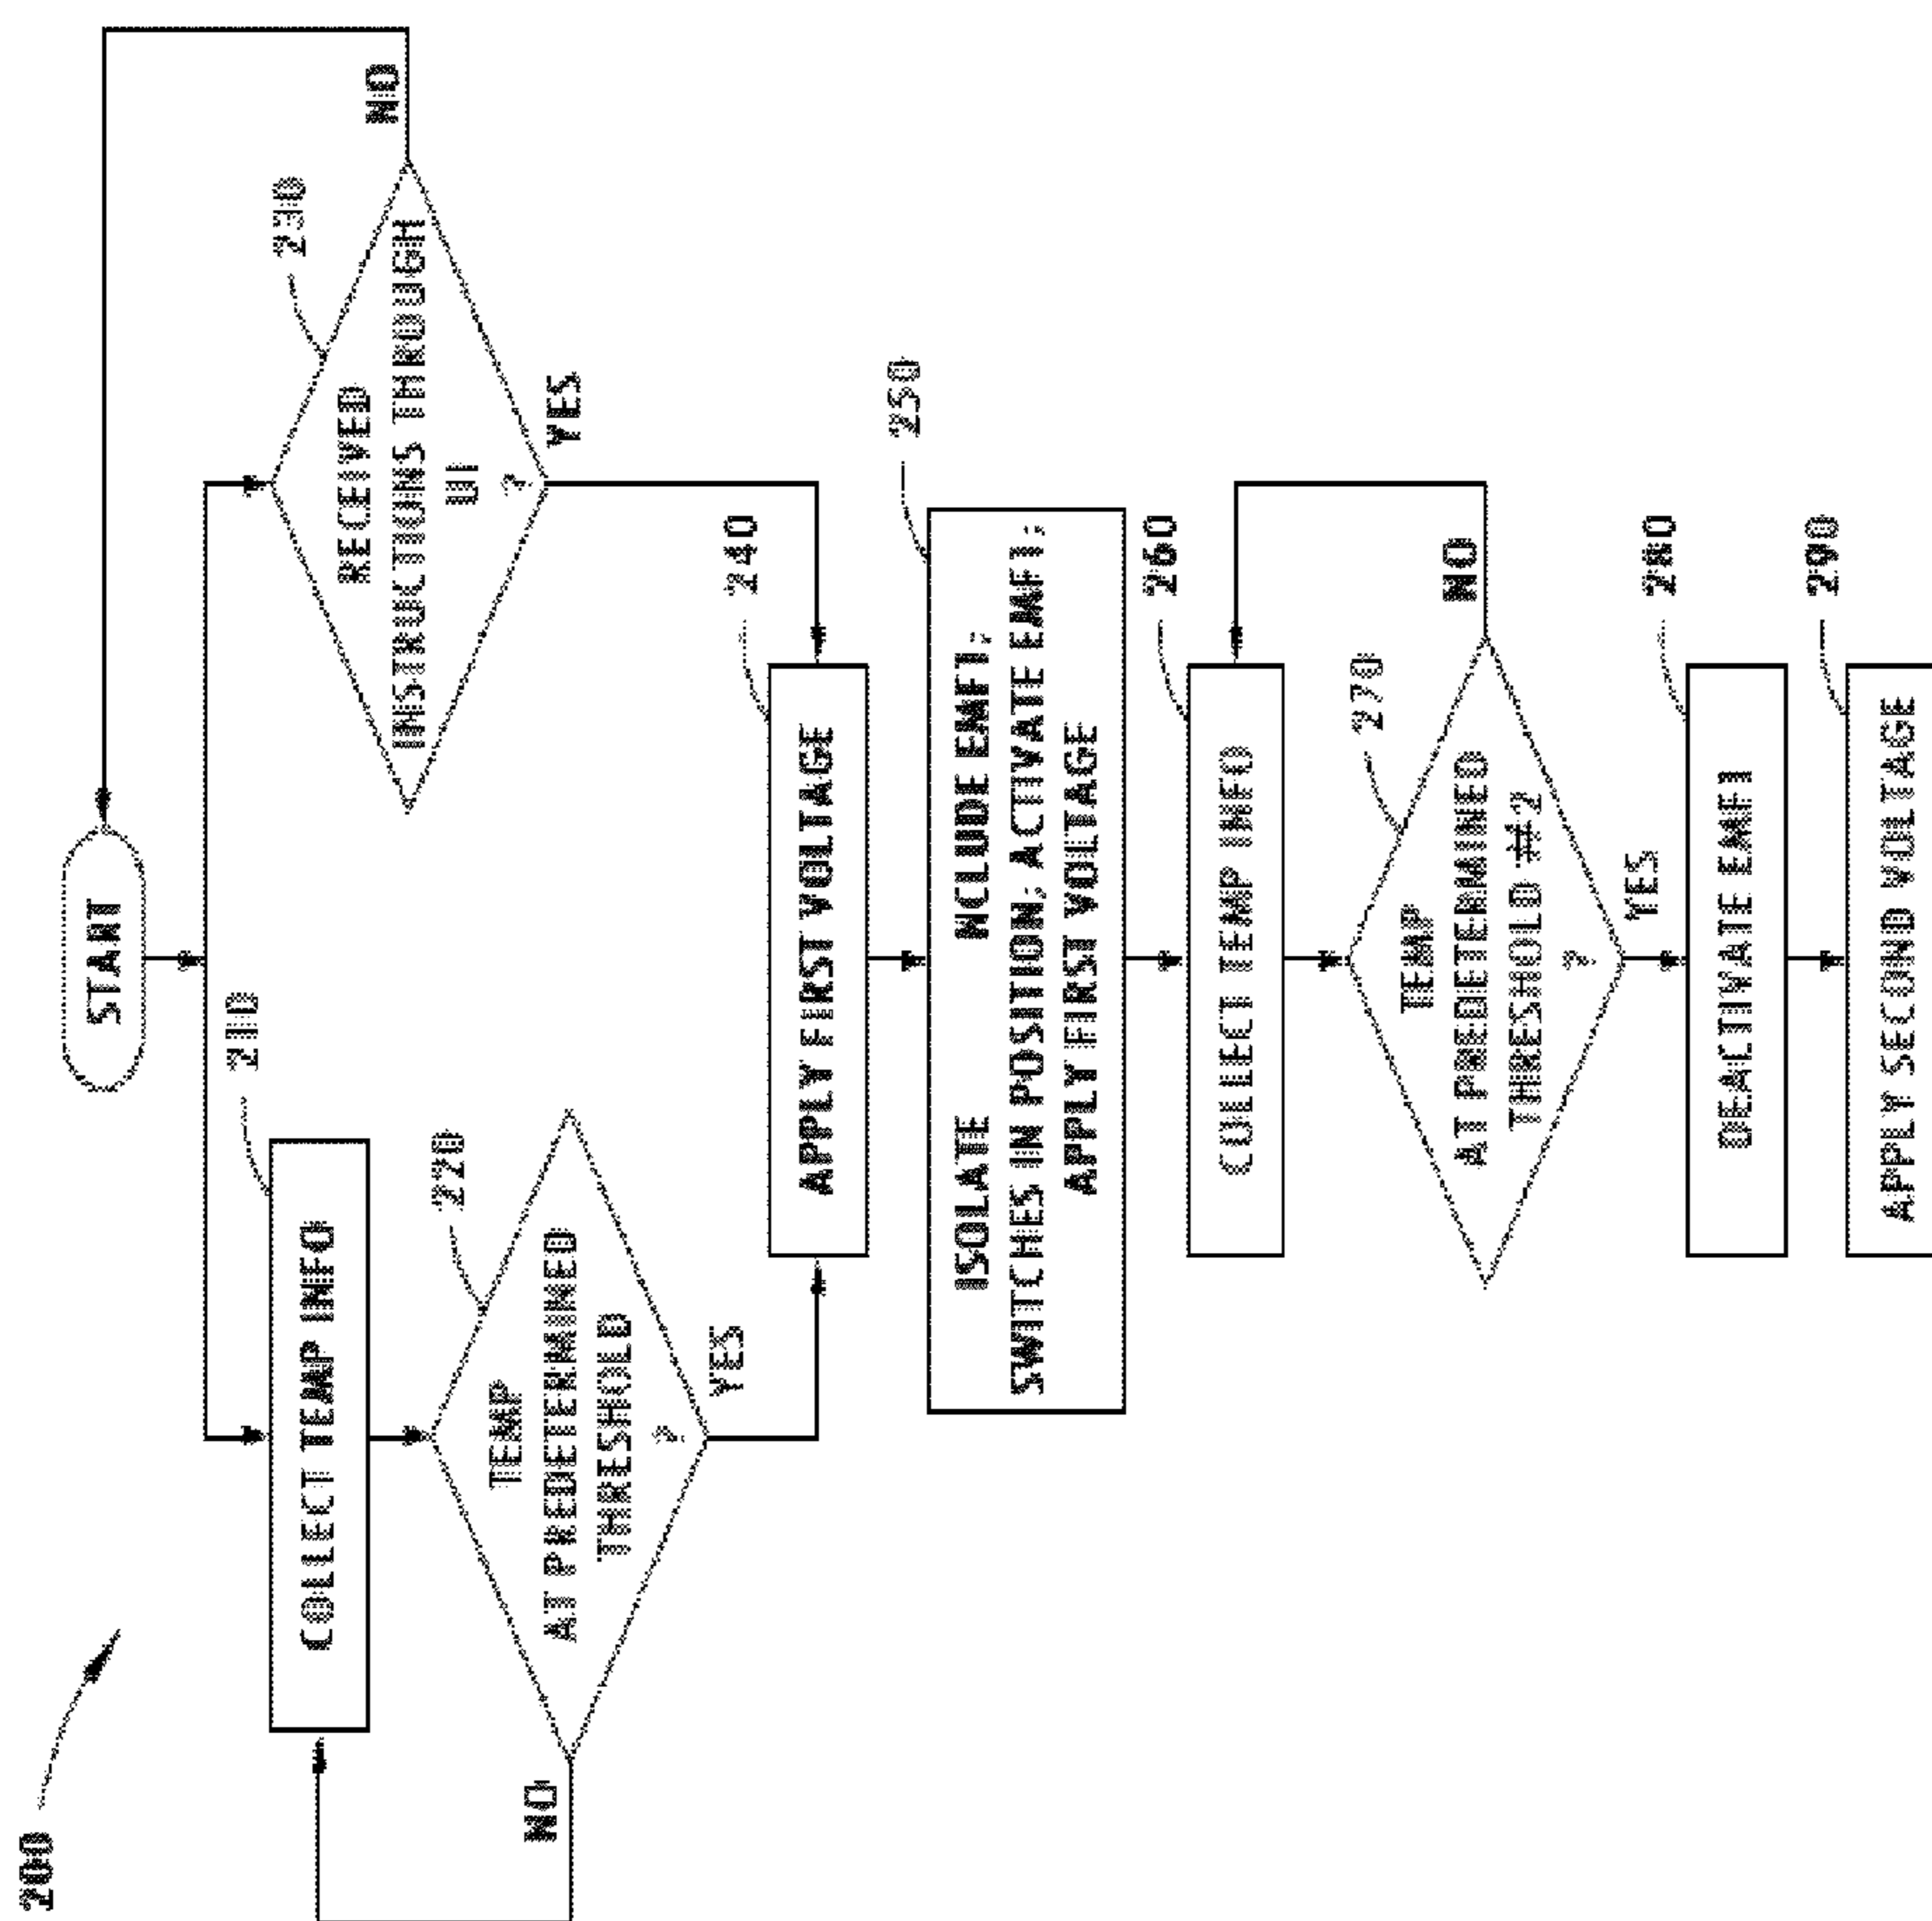 200
START
210
COLLECT TEMP INFO
230
RECEIVED
INSTRUCTIONS THROUGH
UI
?
NO
YES
220
TEMP
AT PREDETERMINED
THRESHOLD
?
NO
YES
240
APPLY FIRST VOLTAGE
250
ISOLATE INCLUDE EMF1;
SWITCHES IN POSITION, ACTIVATE EMF1;
APPLY FIRST VOLTAGE
260
COLLECT TEMP INFO
270
TEMP
AT PREDETERMINED
THRESHOLD #2
?
NO
YES
280
DEACTIVATE EMF1
290
APPLY SECOND VOLTAGE